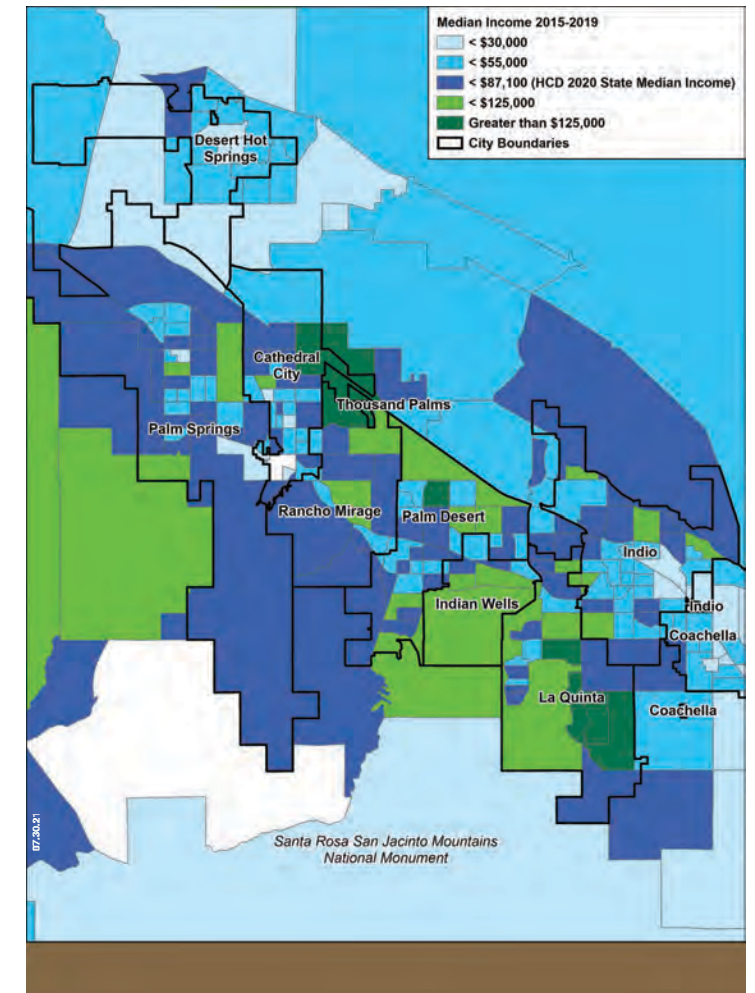 Median Income 2015-2019
< $30,000
< $55,000
< $87,100 (HCD 2020 State Median Income)
< $125,000
Greater than $125,000
City Boundaries
Desert Hot
Springs
Cathedral
City
Thousand Palms
Palm Springs
Rancho Mirage
Palm Desert
Indio
Indian Wells
Indio
Coachella
La Quinta
Coachella
Santa Rosa San Jacinto Mountains
National Monument
07.30.21